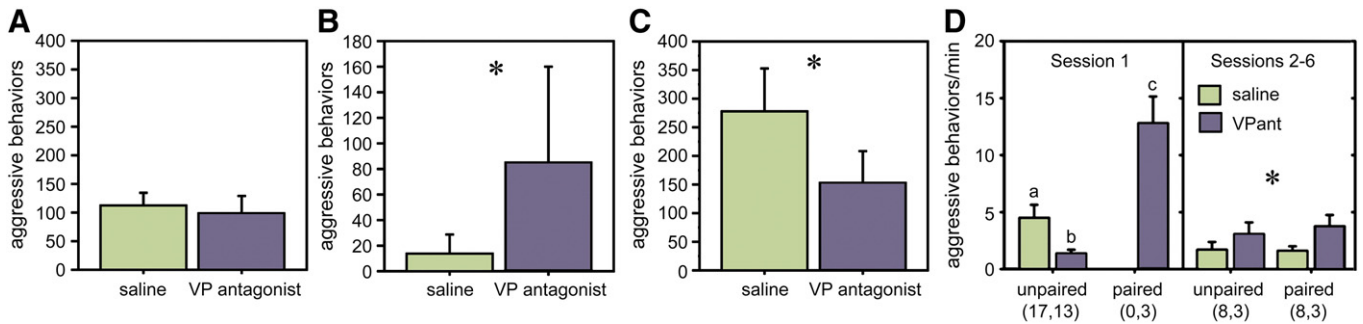 A
aggressive behaviors
400
350
300
250
200
150
100
50
0
saline
VP antagonist
B
aggressive behaviors
180
160
140
120
100
80
60
40
20
0
*
saline
VP antagonist
C
aggressive behaviors
400
350
300
250
200
150
100
50
0
*
saline
VP antagonist
D
aggressive behaviors/min
20
15
10
5
0
Session 1
a
b
c
unpaired
(17,13)
paired
(0,3)
Sessions 2-6
saline
VPant
*
unpaired
(8,3)
paired
(8,3)